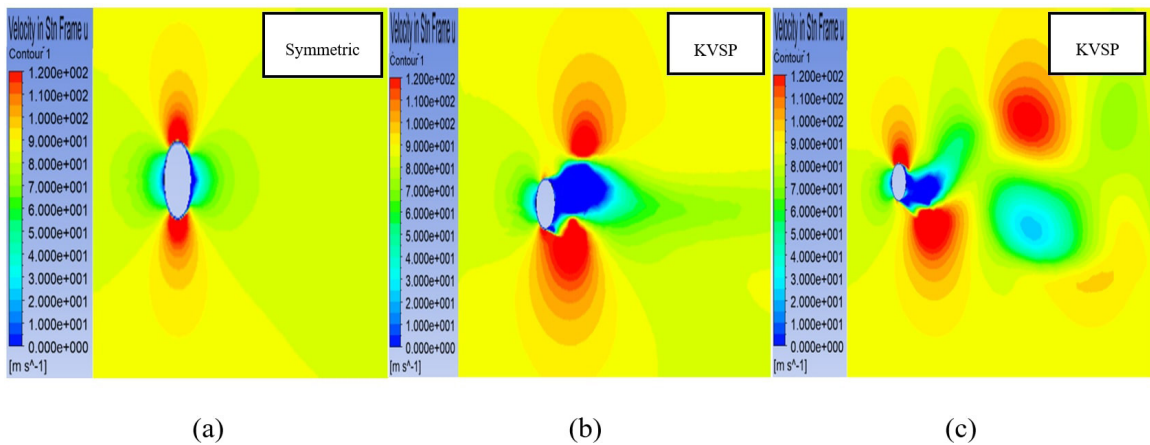 Velocity in Stn Frame u
Contour 1
1.200e+002
1.100e+002
1.000e+002
9.000e+001
8.000e+001
7.000e+001
6.000e+001
5.000e+001
4.000e+001
3.000e+001
2.000e+001
1.000e+001
0.000e+000
[m s^-1]
Symmetric
Velocity in Stn Frame u
Contour 1
1.200e+002
1.100e+002
1.000e+002
9.000e+001
8.000e+001
7.000e+001
6.000e+001
5.000e+001
4.000e+001
3.000e+001
2.000e+001
1.000e+001
0.000e+000
[m s^-1]
KVSP
Velocity in Stn Frame u
Contour 1
1.200e+002
1.100e+002
1.000e+002
9.000e+001
8.000e+001
7.000e+001
6.000e+001
5.000e+001
4.000e+001
3.000e+001
2.000e+001
1.000e+001
0.000e+000
[m s^-1]
KVSP
(a)
(b)
(c)